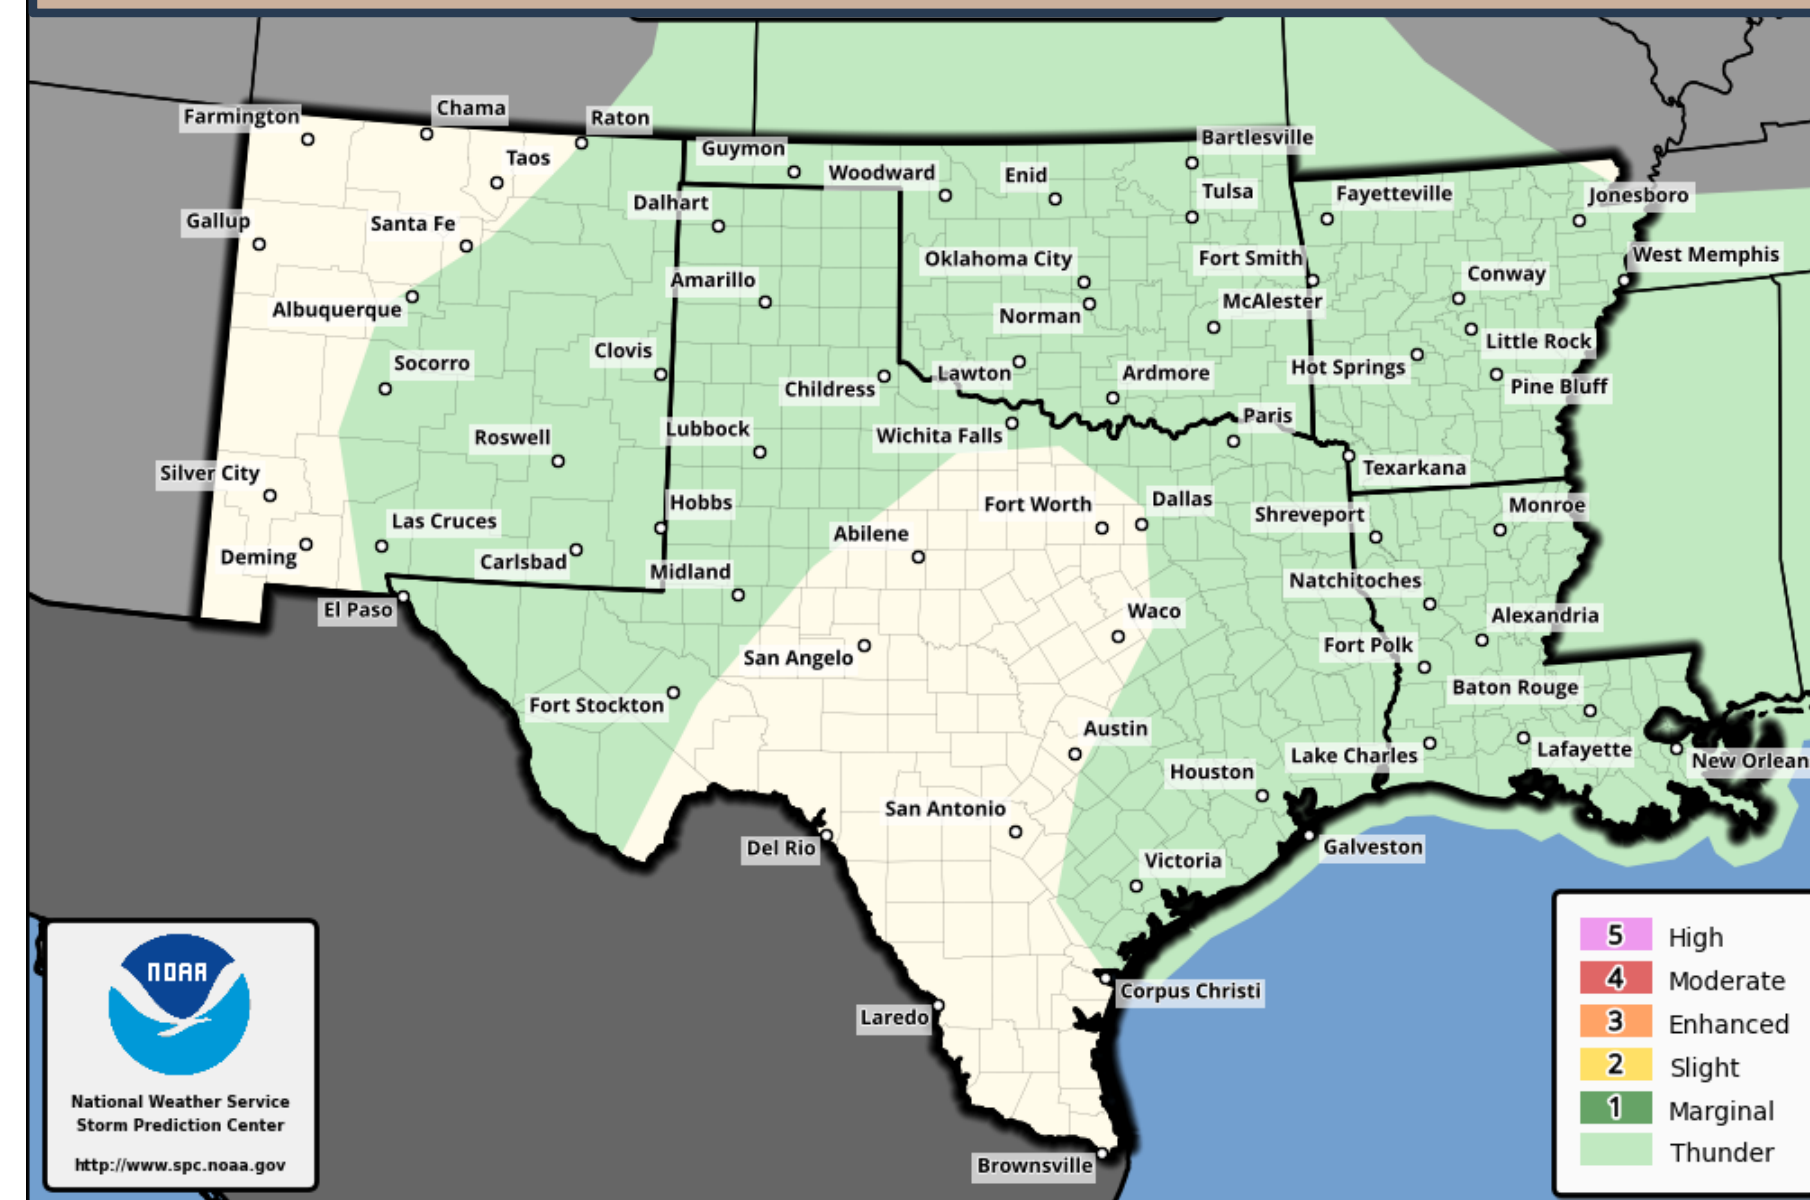 Farmington
Chama
Raton
Taos
Guymon
Woodward
Enid
Bartlesville
Tulsa
Fayetteville
Jonesboro
Gallup
Santa Fe
Dalhart
Oklahoma City
Fort Smith
West Memphis
Amarillo
Conway
Albuquerque
Norman
McAlester
Little Rock
Socorro
Clovis
Childress
Lawton
Ardmore
Hot Springs
Pine Bluff
Roswell
Lubbock
Wichita Falls
Paris
Texarkana
Silver City
Hobbs
Fort Worth
Dallas
Shreveport
Monroe
Las Cruces
Abilene
Deming
Carlsbad
Midland
Natchitoches
El Paso
Waco
Alexandria
San Angelo
Fort Polk
Fort Stockton
Baton Rouge
Austin
Lake Charles
Lafayette
New Orlean
Houston
San Antonio
Del Rio
Galveston
Victoria
Corpus Christi
Laredo
Brownsville
NOAA
National Weather Service
Storm Prediction Center
http://www.spc.noaa.gov
5 High
4 Moderate
3 Enhanced
2 Slight
1 Marginal
Thunder